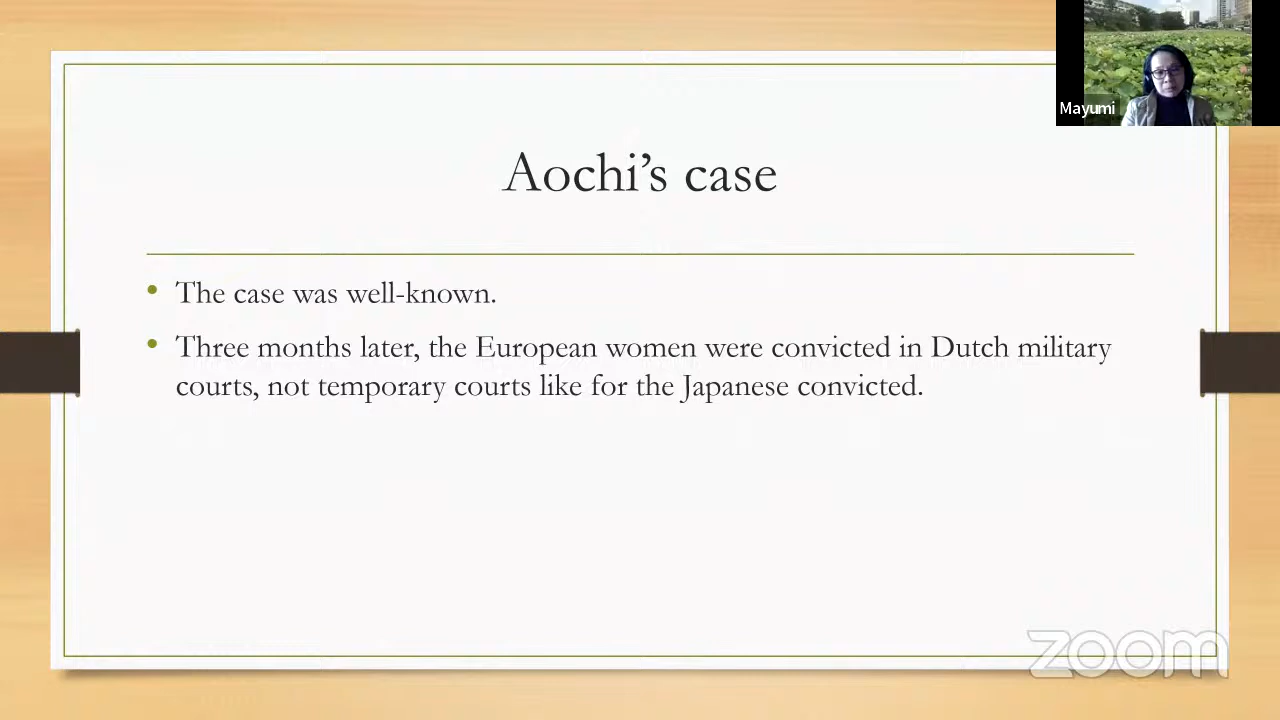 Mayumi
Aochi's case
• The case was well-known.
• Three months later, the European women were convicted in Dutch military
courts, not temporary courts like for the Japanese convicted.
zoom